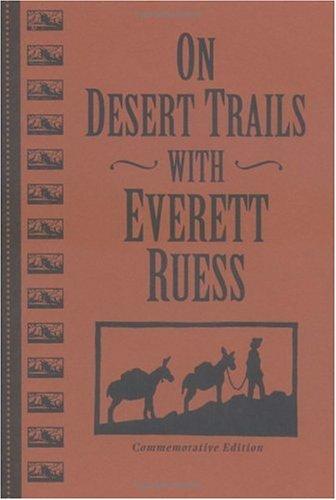 ON
DESERT TRAILS
WITH
EVERETT
RUESS
Commemorative Edition